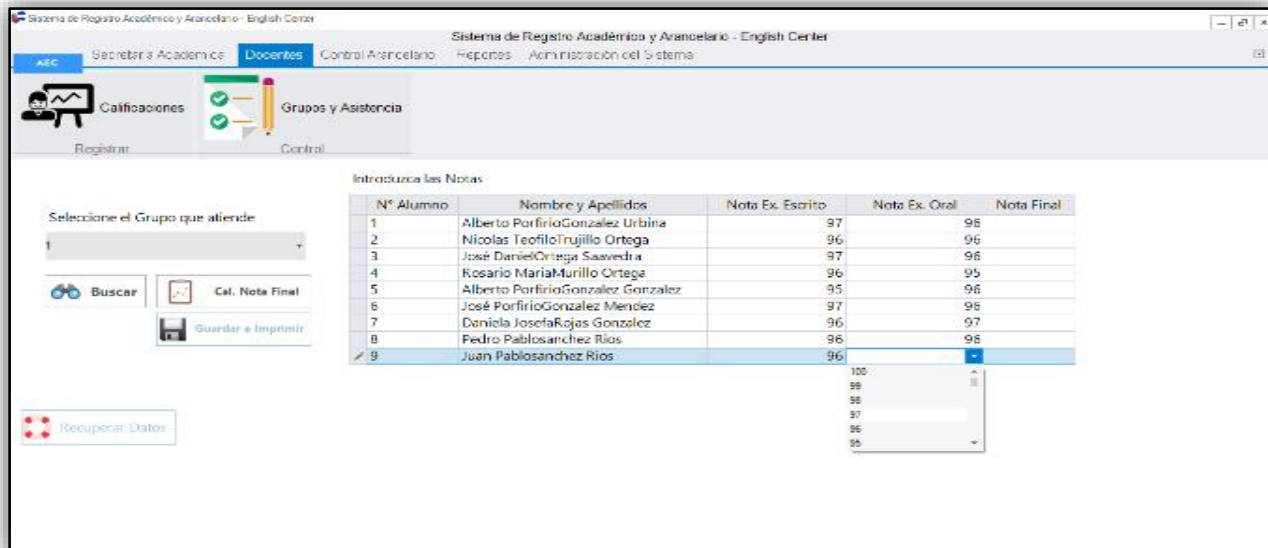 Sistema de Registro Académico y Arancelario - English Center
Sistema de Registro Académico y Arancelario - English Center
AEC
Secretaria Academica Docentes Control Arancelario Reportes Administración del Sistema
Calificaciones Grupos y Asistencia
Registrar Control
Introduzca las Notas
Seleccione el Grupo que atiende
1
Buscar Cal. Nota Final
Guardar e Imprimir
Recuperar Datos
N° Alumno Nombre y Apellidos Nota Ex. Escrito Nota Ex. Oral Nota Final
1 Alberto PorfirioGonzalez Urbina 97 96
2 Nicolas TeofiloTrujillo Ortega 96 96
3 José DanielOrtega Saavedra 97 96
4 Rosario MariaMurillo Ortega 96 95
5 Alberto PorfirioGonzalez Gonzalez 95 96
6 José PorfirioGonzalez Mendez 97 96
7 Daniela JosefaRojas Gonzalez 96 97
8 Pedro Pablosanchez Rios 96 96
9 Juan Pablosanchez Rios 96
100
99
98
97
96
95